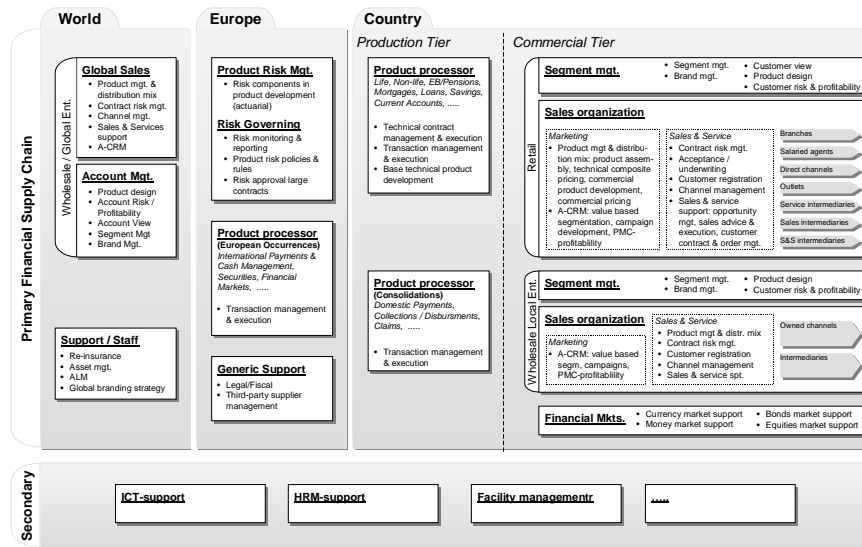 World
Europe
Country
Primary Financial Supply Chain
Wholesale / Global Ent.
Global Sales
• Product mg. & distribution mix
• Contract risk mg.
• Channel mgt.
• Sales & Services support
• A-CRM
Account Mgt.
• Product design
• Account Risk / Profitability
• Account View
• Segment Mgt
• Brand Mgt.
Support / Staff
• Re-insurance
• Asset mgt.
• ALM
• Global branding strategy
Product Risk Mgt.
• Risk components in
product development
(actuarial)
Risk Governing
• Risk monitoring &
reporting
• Product risk policies &
rules
• Risk approval large
contracts
Product processor
(European Occurrences)
International Payments &
Cash Management,
Securities, Financial
Markets, .....
• Transaction management
& execution
Generic Support
• Legal/Fiscal
• Third-party supplier
management
Production Tier
Product processor
Life, Non-life, EB/Pensions,
Mortgages, Loans, Savings,
Current Accounts, .....
• Technical contract
management & execution
• Transaction management
& execution
• Base technical product
development
Product processor
(Consolidations)
Domestic Payments,
Collections / Disbursments,
Claims, .....
• Transaction management
& execution
Commercial Tier
Retail
Segment mgt.
• Segment mgt.
• Brand mgt.
• Customer view
• Product design
• Customer risk & profitability
Sales organization
Marketing
• Product mgt & distribu-
tion mix: product assem-
bly, technical composite
pricing, commercial
product development,
commercial pricing
• A-CRM: value based
segmentation, campaign
development, PMC-
profitablility
Sales & Service
• Contract risk mgt.
• Acceptance /
underwriting
• Customer registration
• Channel management
• Sales & service
support: opportunity
mgt, sales advice &
execution, customer
contract & order mgt.
Branches
Salaried agents
Direct channels
Outlets
Service intermediaries
Sales intermediaries
S&S intermediaries
Wholesale Local Ent.
Segment mgt.
• Segment mgt.
• Brand mgt.
• Product design
• Customer risk & profitability
Sales organization
Marketing
• A-CRM: value based
segm, campaigns,
PMC-profitablility
Sales & Service
• Product mgt & distr. mix
• Contract risk mgt.
• Customer registration
• Channel management
• Sales & service spt.
Owned channels
Intermediaries
Financial Mkts.
• Currency market support
• Money market support
• Bonds market support
• Equities market support
Secondary
ICT-support
HRM-support
Facility managementr
.....